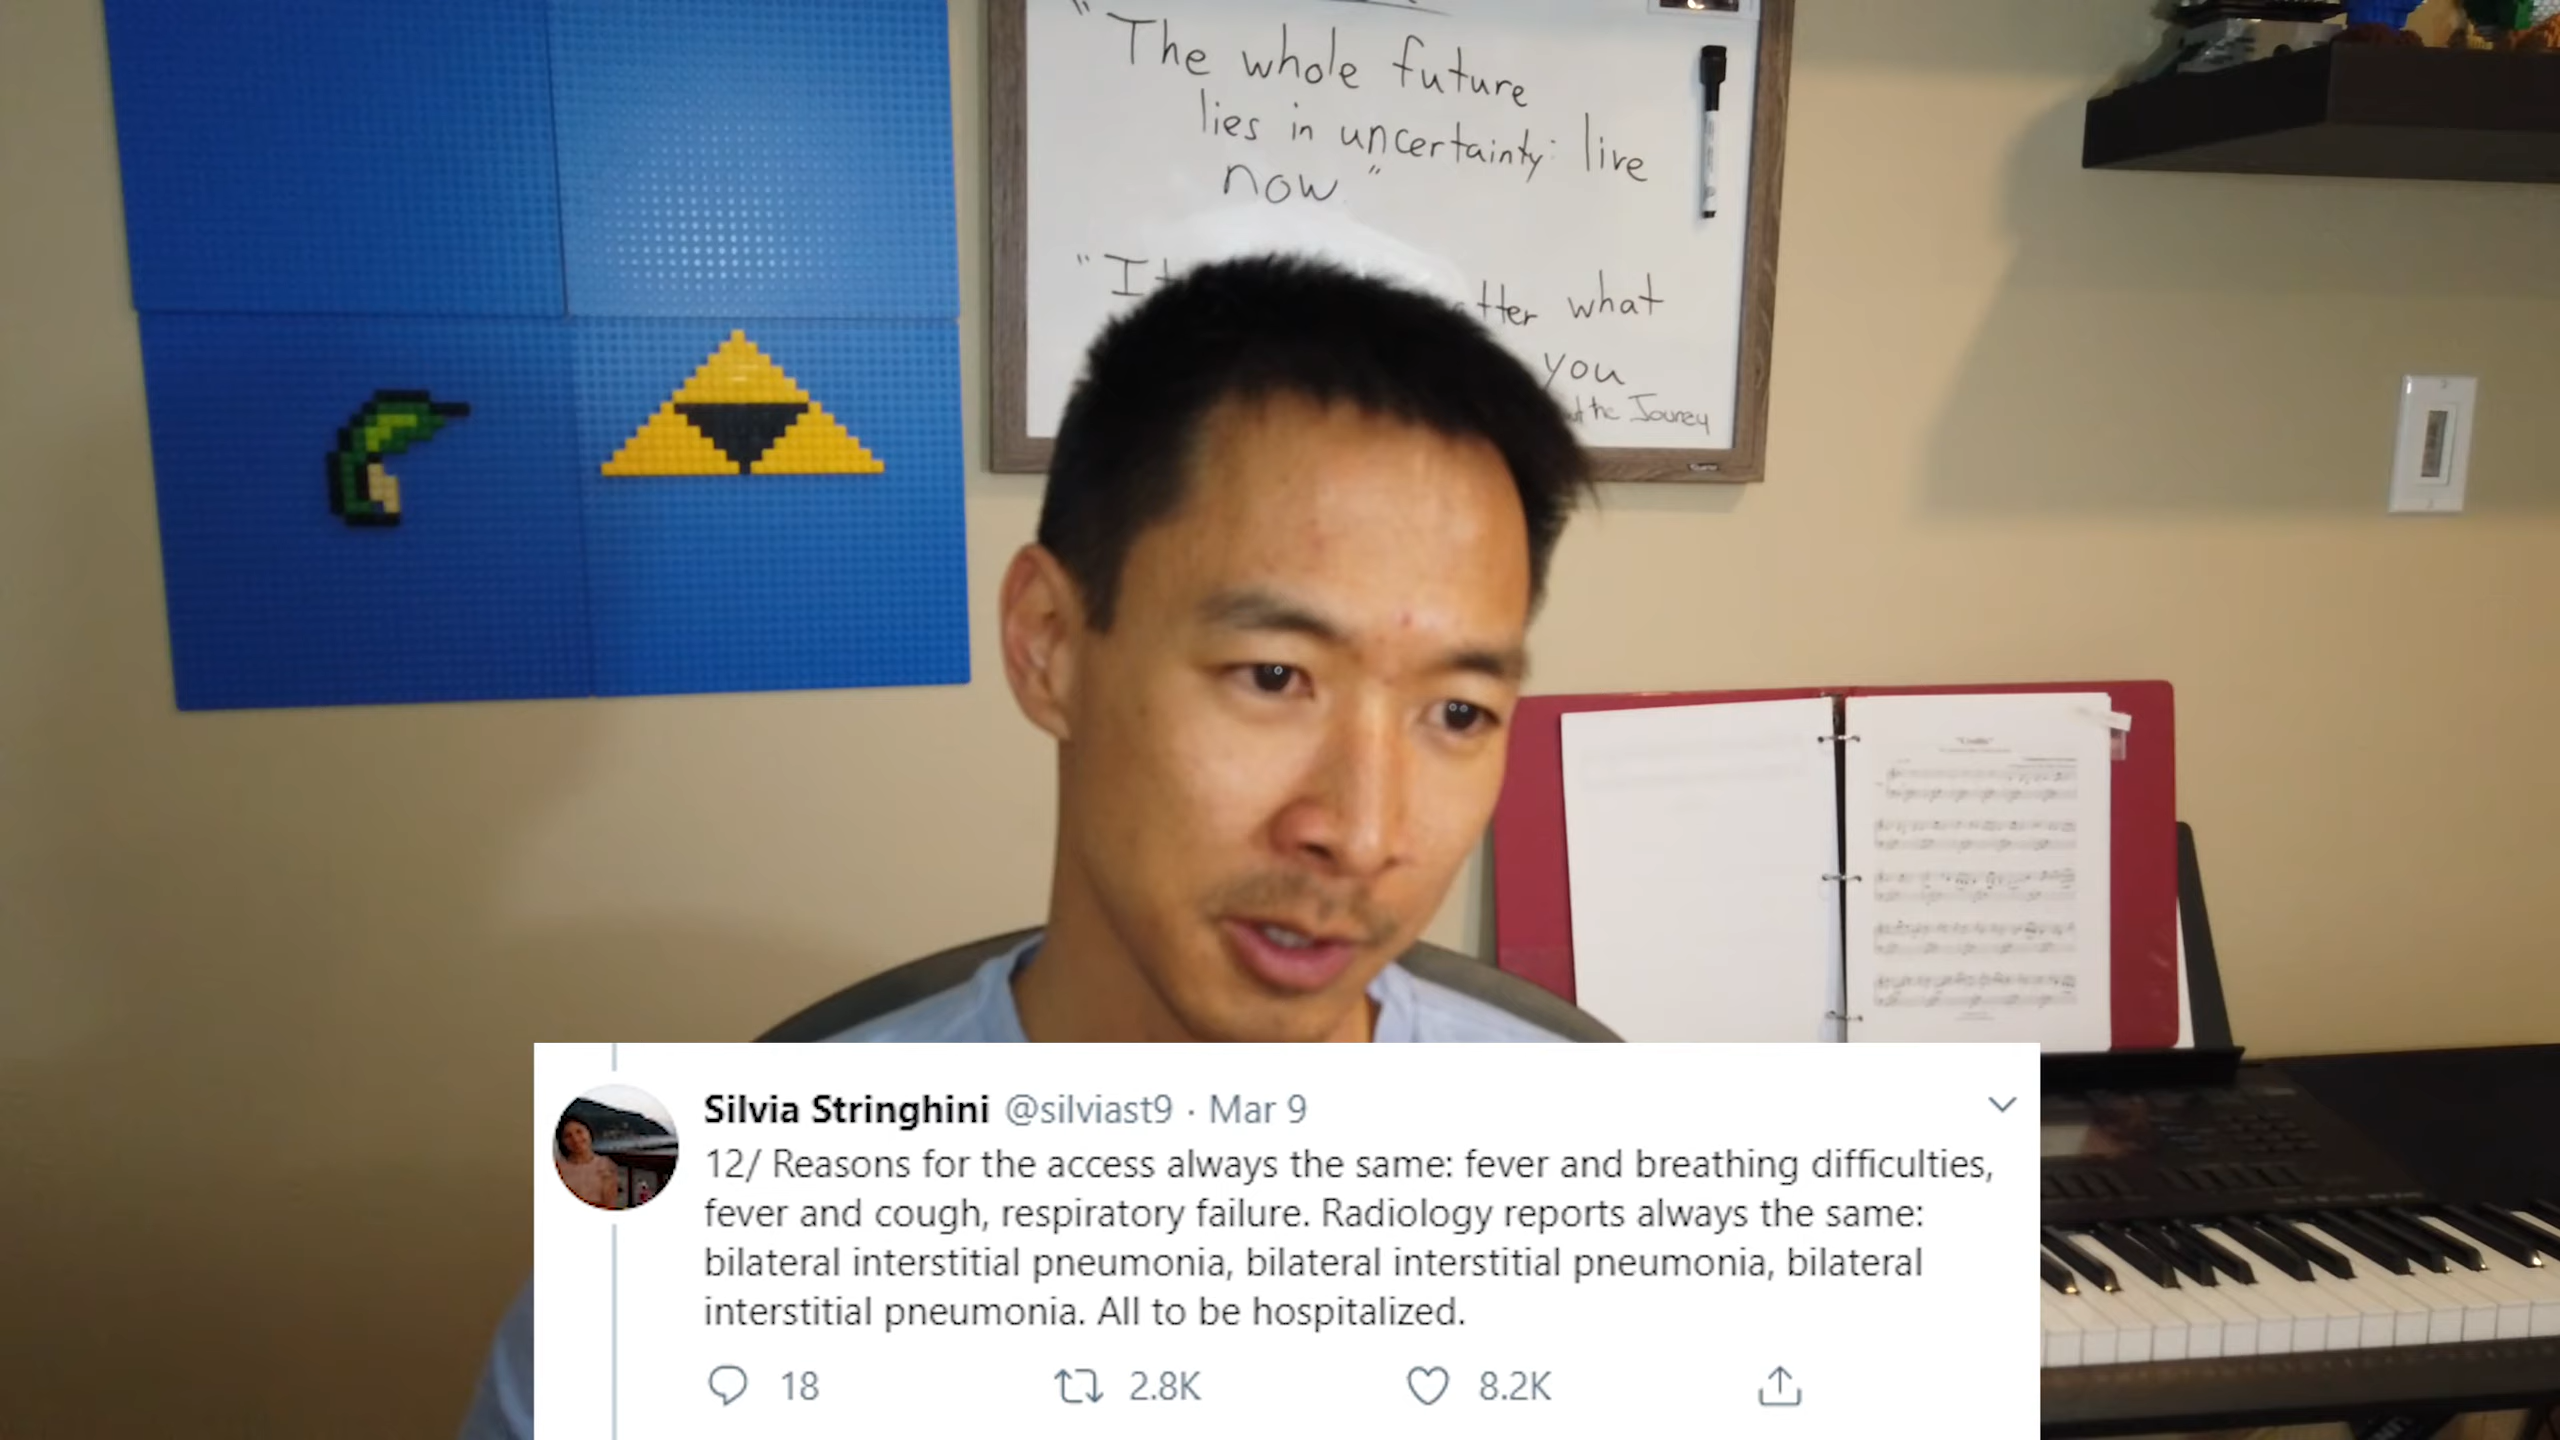 "The whole future
lies in uncertainty: live
now."
"It
what
you
the Jourey
Silvia Stringhini @silviast9 · Mar 9
12/ Reasons for the access always the same: fever and breathing difficulties,
fever and cough, respiratory failure. Radiology reports always the same:
bilateral interstitial pneumonia, bilateral interstitial pneumonia, bilateral
interstitial pneumonia. All to be hospitalized.
18 2.8K 8.2K